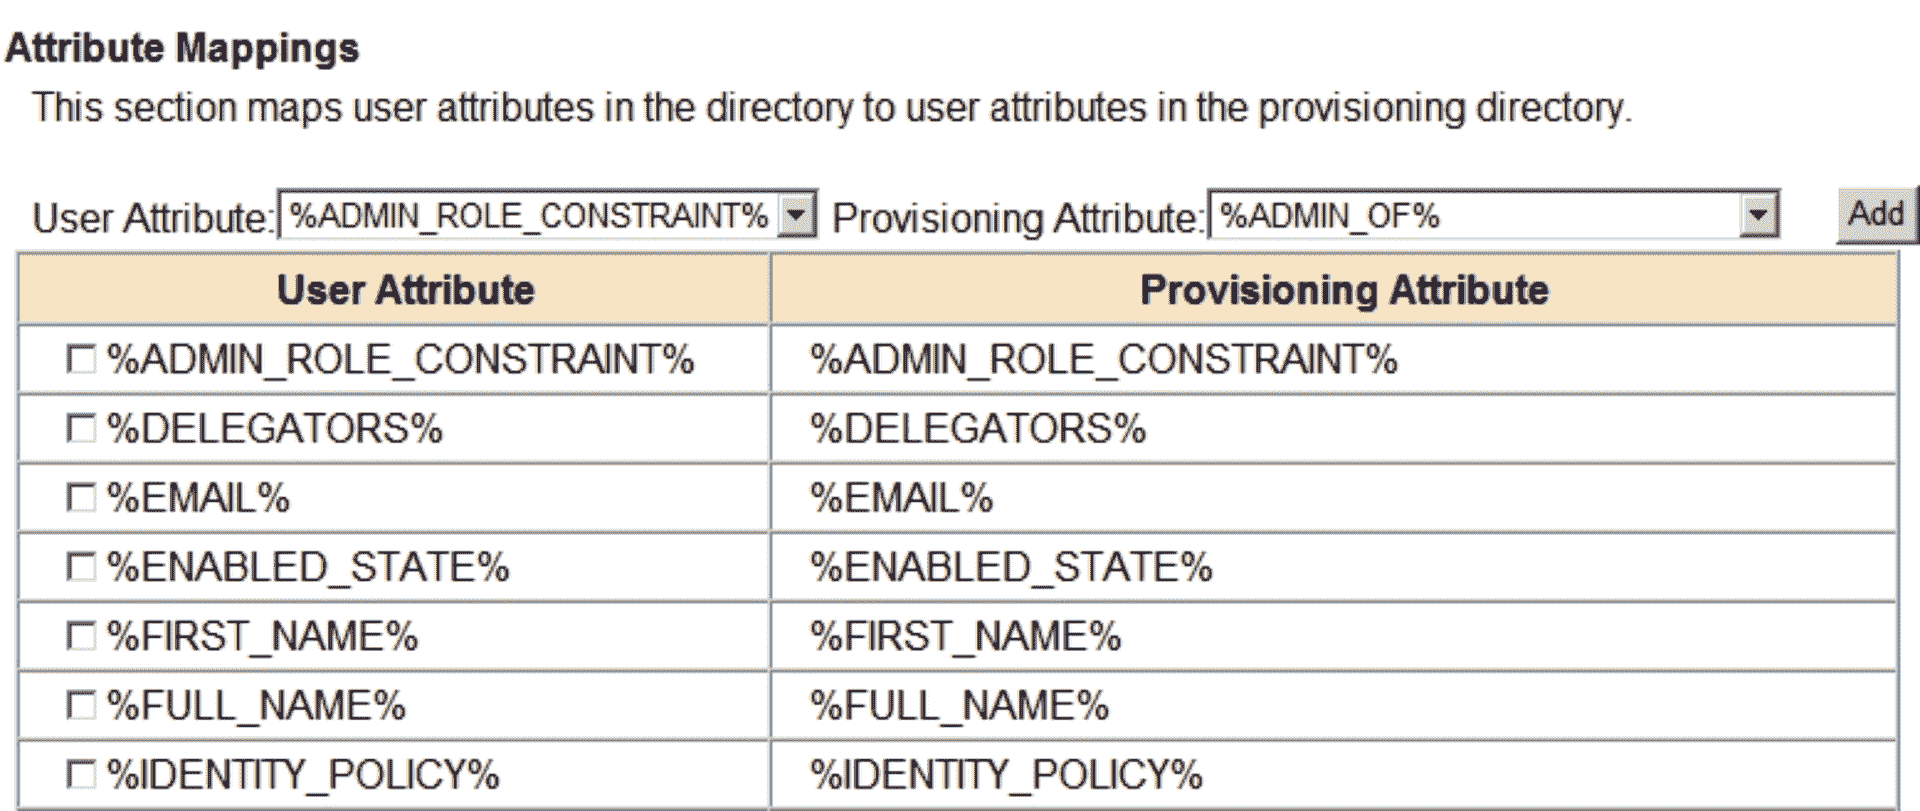 Attribute Mappings
This section maps user attributes in the directory to user attributes in the provisioning directory.
User Attribute: %ADMIN_ROLE_CONSTRAINT% Provisioning Attribute: %ADMIN_OF% Add
User Attribute Provisioning Attribute
%ADMIN_ROLE_CONSTRAINT% %ADMIN_ROLE_CONSTRAINT%
%DELEGATORS% %DELEGATORS%
%EMAIL% %EMAIL%
%ENABLED_STATE% %ENABLED_STATE%
%FIRST_NAME% %FIRST_NAME%
%FULL_NAME% %FULL_NAME%
%IDENTITY_POLICY% %IDENTITY_POLICY%